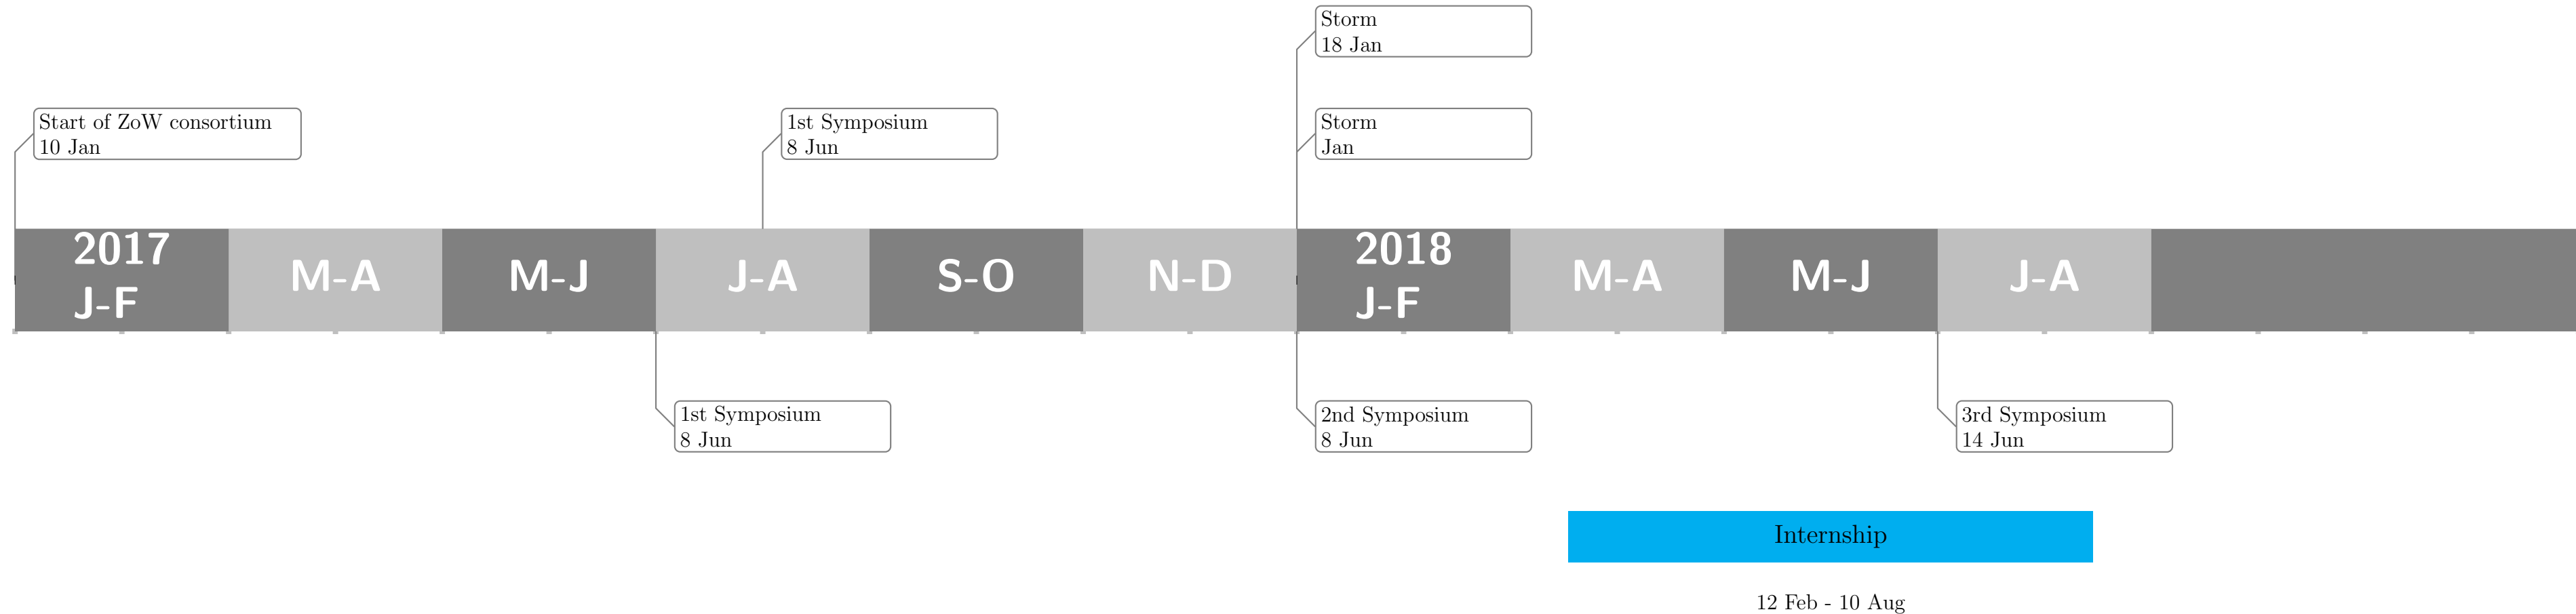 Storm
18 Jan
Start of ZoW consortium
10 Jan
1st Symposium
8 Jun
Storm
Jan
2017
J-F
M-A
M-J
J-A
S-O
N-D
2018
J-F
M-A
M-J
J-A
1st Symposium
8 Jun
2nd Symposium
8 Jun
3rd Symposium
14 Jun
Internship
12 Feb - 10 Aug